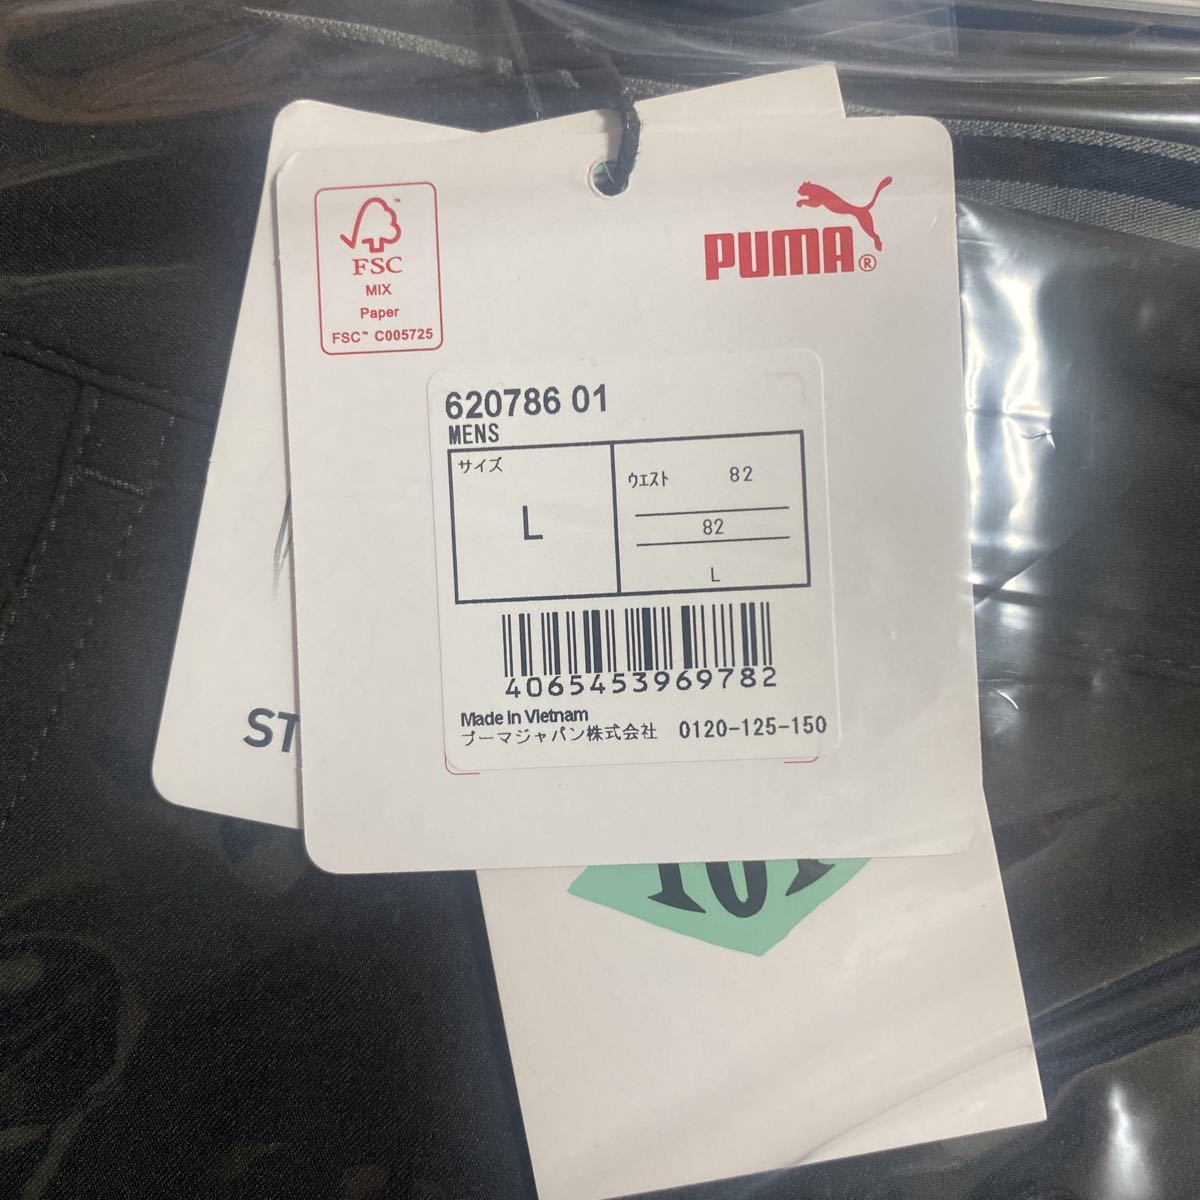 FSC™
MIX
Paper
FSC™ C005725
PUMA®
620786 01
MENS
サイズ
L
ウエスト 82
82
L
4065453969782
Made in Vietnam
プーマジャパン株式会社 0120-125-150
ST